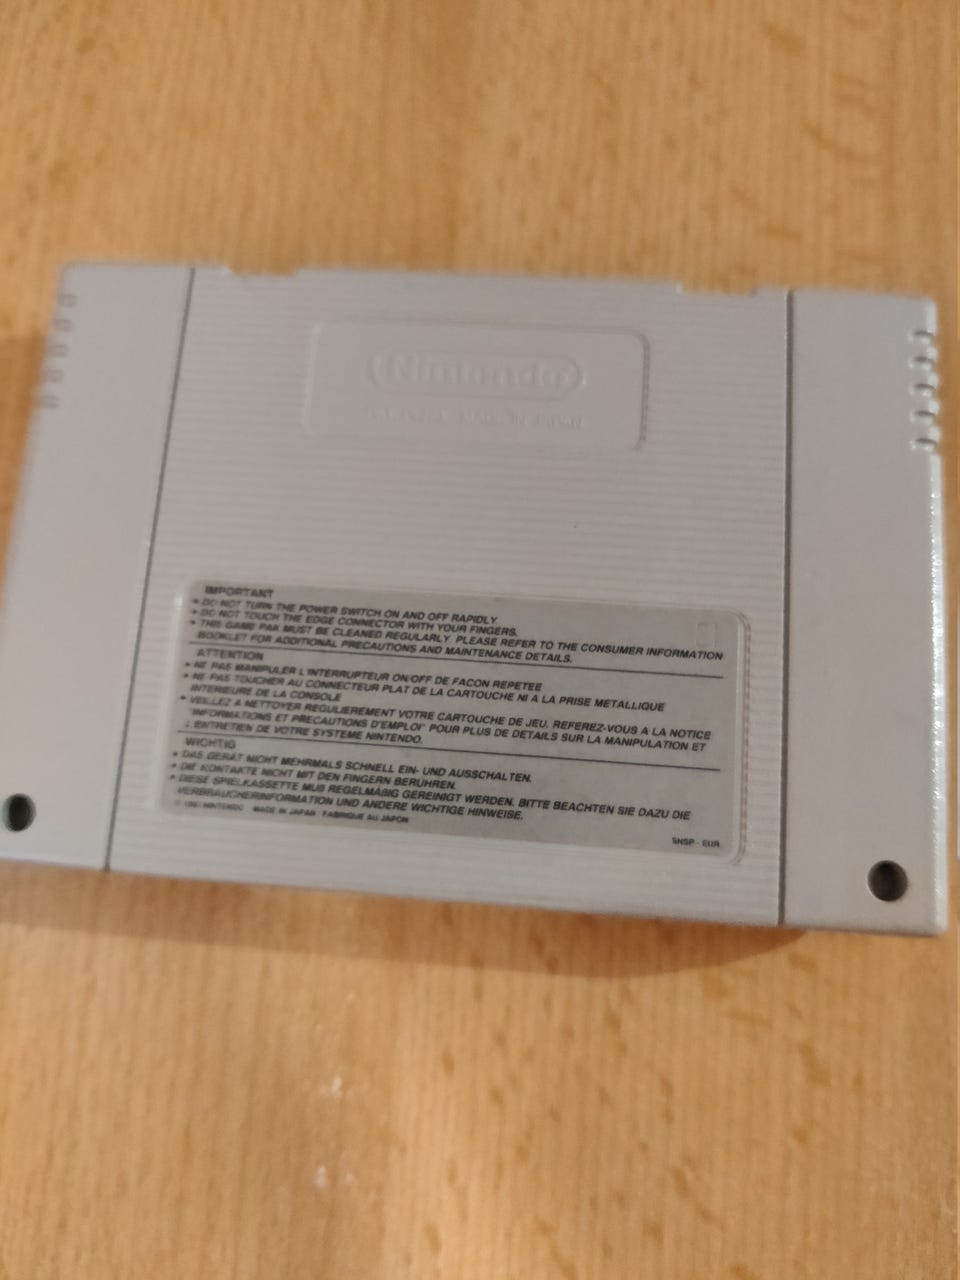 Nintendo
MADE IN JAPAN
IMPORTANT
• DO NOT TURN THE POWER SWITCH ON AND OFF RAPIDLY.
• DO NOT TOUCH THE EDGE CONNECTOR WITH YOUR FINGERS.
• THIS GAME PAK MUST BE CLEANED REGULARLY. PLEASE REFER TO THE CONSUMER INFORMATION
BOOKLET FOR ADDITIONAL PRECAUTIONS AND MAINTENANCE DETAILS.
ATTENTION
• NE PAS MANIPULER L'INTERRUPTEUR ON/OFF DE FACON REPETEE
• NE PAS TOUCHER AU CONNECTEUR PLAT DE LA CARTOUCHE NI A LA PRISE METALLIQUE
INTERIEURE DE LA CONSOLE
• VEILLEZ A NETTOYER REGULIEREMENT VOTRE CARTOUCHE DE JEU. REFEREZ-VOUS A LA NOTICE
"INFORMATIONS ET PRECAUTIONS D'EMPLOI" POUR PLUS DE DETAILS SUR LA MANIPULATION ET
L'ENTRETIEN DE VOTRE SYSTEME NINTENDO.
WICHTIG
• DAS GERÄT NICHT MEHRMALS SCHNELL EIN- UND AUSSCHALTEN.
• DIE KONTAKTE NICHT MIT DEN FINGERN BERÜHREN.
• DIESE SPIELKASSETTE MUß REGELMÄßIG GEREINIGT WERDEN. BITTE BEACHTEN SIE DAZU DIE
VERBRAUCHERINFORMATION UND ANDERE WICHTIGE HINWEISE.
NINTENDO MADE IN JAPAN / FABRIQUE AU JAPON
SNSP - EUR